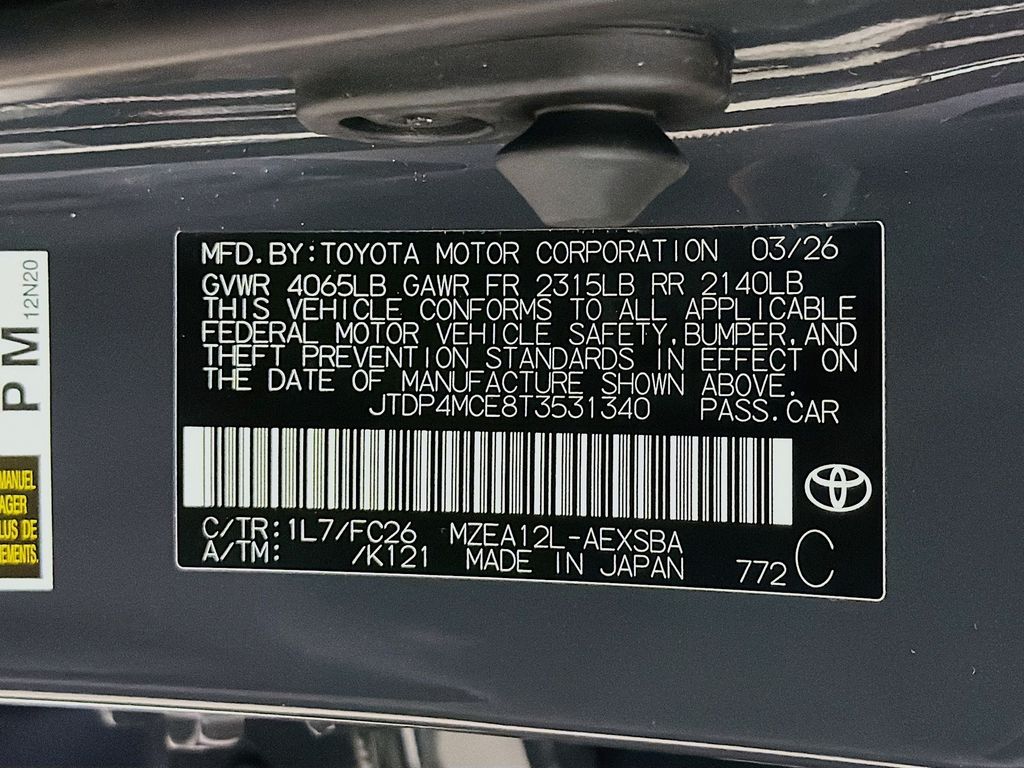 MFD.BY:TOYOTA MOTOR CORPORATION 03/26
GVWR 4065LB GAWR FR 2315LB RR 2140LB
THIS VEHICLE CONFORMS TO ALL APPLICABLE
FEDERAL MOTOR VEHICLE SAFETY,BUMPER,AND
THEFT PREVENTION STANDARDS IN EFFECT ON
THE DATE OF MANUFACTURE SHOWN ABOVE.
JTDP4MCE8T3531340 PASS.CAR
C/TR:1L7/FC26 MZEA12L-AEXSBA
A/TM: /K121 MADE IN JAPAN 772 C
PM
12N20
MANUEL
AGER
LUS DE
EMENTS.